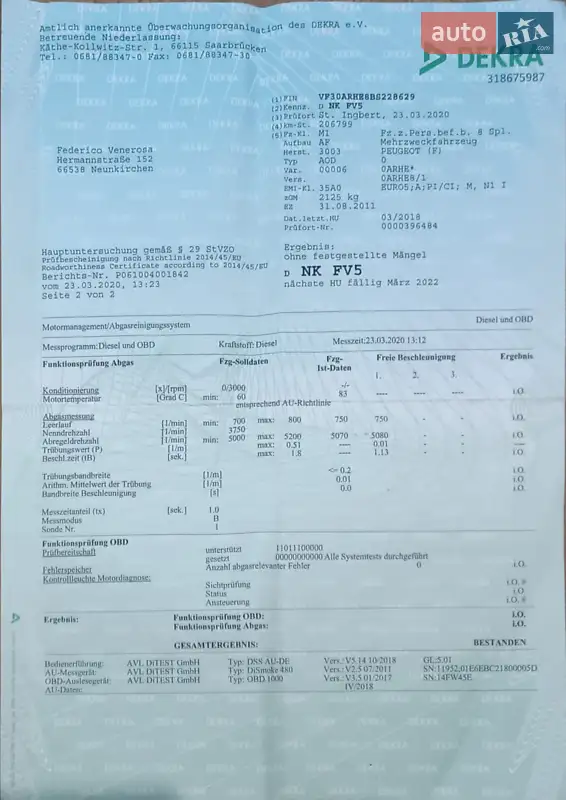 Amtlich anerkannte Überwachungsorganisation des DEKRA e.V.
Betreuende Niederlassung:
Käthe-Kollwitz-Str. 1, 66115 Saarbrücken
Tel.: 0681/88347-0 Fax: 0681/88347-30
auto RIA .com
DEKRA
318675987
(1)FIN VF30ARHE8BS228629
(2)Kennz. D NK FV5
(3)Prüfort St. Ingbert, 23.03.2020
(4)km-St. 206799
(5)Fz-Kl. M1 Fz.z.Pers.bef.b. 8 Spl.
Aufbau AF Mehrzweckfahrzeug
Herst. 3003 PEUGEOT (F)
Typ AOD 0
Var. 00006 0ARHE*
Vers. 0ARHE8/1
EMI-Kl. 35A0 EURO5;A;PI/CI; M, N1 I
zGM 2125 kg
EZ 31.08.2011
Dat.letzt.HU 03/2018
Prüfort-Nr. 0000396484
Federico Venerosa
Hermannstraße 152
66538 Neunkirchen
Hauptuntersuchung gemäß § 29 StVZO
Prüfbescheinigung nach Richtlinie 2014/45/EU
Roadworthiness Certificate according to 2014/45/EU
Berichts-Nr. P061004001842
vom 23.03.2020, 13:23
Seite 2 von 2
Ergebnis:
ohne festgestellte Mängel
D NK FV5
nächste HU fällig März 2022
Motormanagement/Abgasreinigungssystem Diesel und OBD
Messprogramm:Diesel und OBD Kraftstoff: Diesel Messzeit:23.03.2020 13:12
Funktionsprüfung Abgas Fzg-Solldaten Fzg-Ist-Daten Freie Beschleunigung Ergebnis
1. 2. 3.
Konditionierung [x]/[rpm] 0/3000 -/-
Motortemperatur [Grad C] min: 60 83 ---- ---- ---- i.O.
entsprechend AU-Richtlinie
Abgasmessung
Leerlauf [1/min] min: 700 max: 800 750 750 - - i.O.
Nenndrehzahl [1/min] 3750
Abregeldrehzahl [1/min] min: 5000 max: 5200 5070 5080 - - i.O.
Trübungswert (P) [1/m] max: 0.51 ---- 0.01 - - ----
Beschl.zeit (tB) [sek.] max: 1.8 ---- 1.13 - - i.O.
Trübungsbandbreite [1/m] <= 0.2 i.O.
Arithm. Mittelwert der Trübung [1/m] 0.01 i.O.
Bandbreite Beschleunigung [s] 0.0 i.O.
Messzeitanteil (tx) [sek.] 1.0
Messmodus B
Sonde Nr. 1
Funktionsprüfung OBD
Prüfbereitschaft unterstützt 11011100000
gesetzt 00000000000 Alle Systemtests durchgeführt
Fehlerspeicher Anzahl abgasrelevanter Fehler 0 i.O.
Kontrollleuchte Motordiagnose:
Sichtprüfung i.O. #
Status i.O.
Ansteuerung i.O. #
Ergebnis: Funktionsprüfung OBD: i.O.
Funktionsprüfung Abgas: i.O.
GESAMTERGEBNIS: BESTANDEN
Bedienerführung: AVL DiTEST GmbH Typ: DSS AU-DE Vers.:V5.14 10/2018 GL:5.01
AU-Messgerät: AVL DiTEST GmbH Typ: DiSmoke 480 Vers.:V2.5 07/2011 SN:11952;01E6EBC21800005D
OBD-Auslesegerät: AVL DiTEST GmbH Typ: OBD 1000 Vers.:V3.5 01/2017 SN:14FW45E
AU-Daten: IV/2018